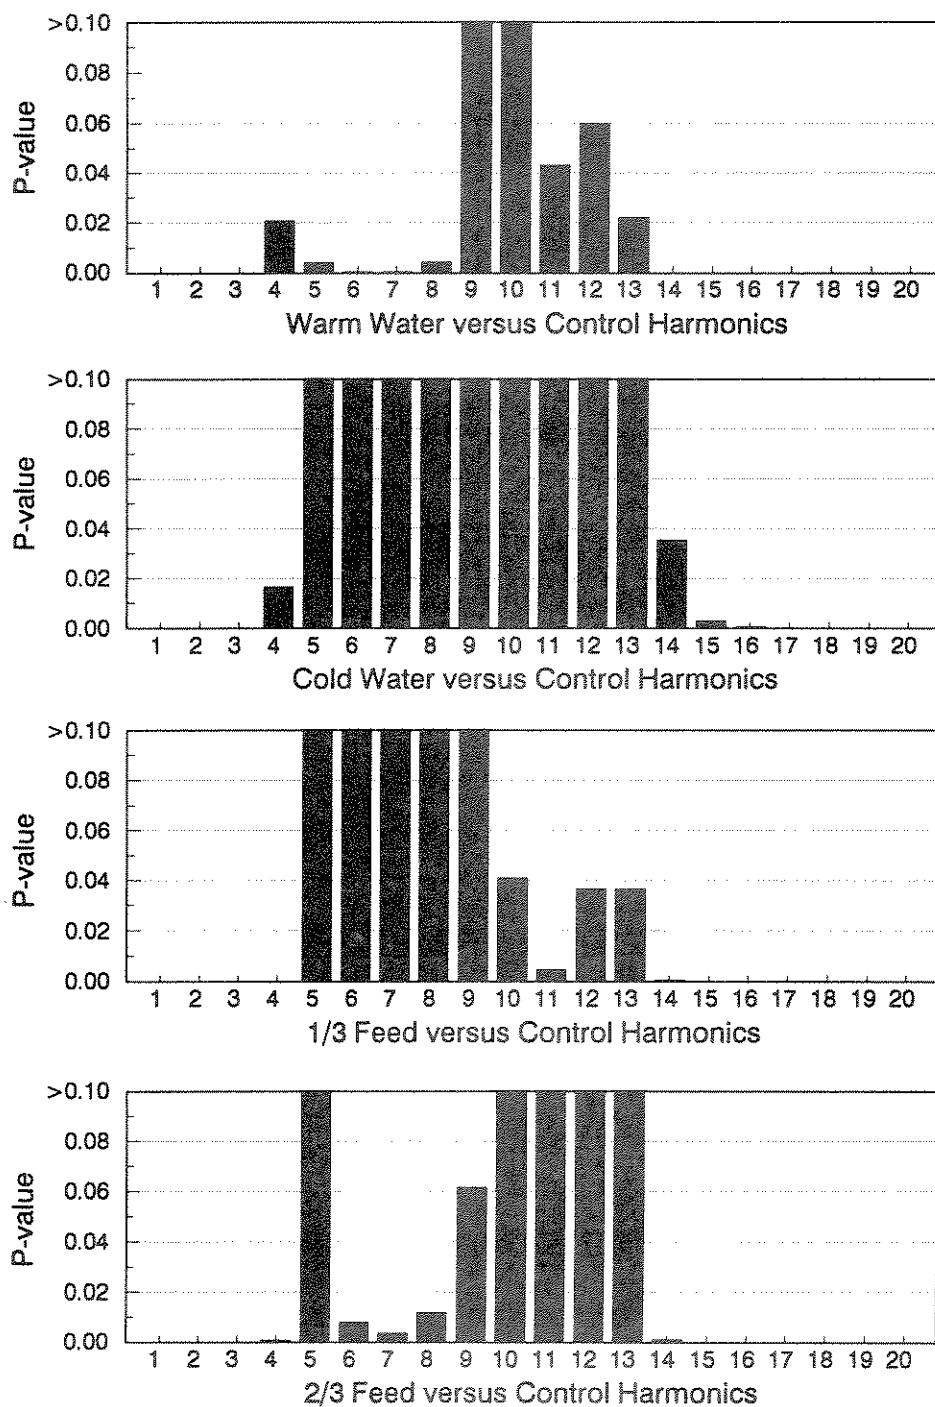 P-value
>0.10
0.08
0.06
0.04
0.02
0.00
1 2 3 4 5 6 7 8 9 10 11 12 13 14 15 16 17 18 19 20
Warm Water versus Control Harmonics
P-value
>0.10
0.08
0.06
0.04
0.02
0.00
1 2 3 4 5 6 7 8 9 10 11 12 13 14 15 16 17 18 19 20
Cold Water versus Control Harmonics
P-value
>0.10
0.08
0.06
0.04
0.02
0.00
1 2 3 4 5 6 7 8 9 10 11 12 13 14 15 16 17 18 19 20
1/3 Feed versus Control Harmonics
P-value
>0.10
0.08
0.06
0.04
0.02
0.00
1 2 3 4 5 6 7 8 9 10 11 12 13 14 15 16 17 18 19 20
2/3 Feed versus Control Harmonics